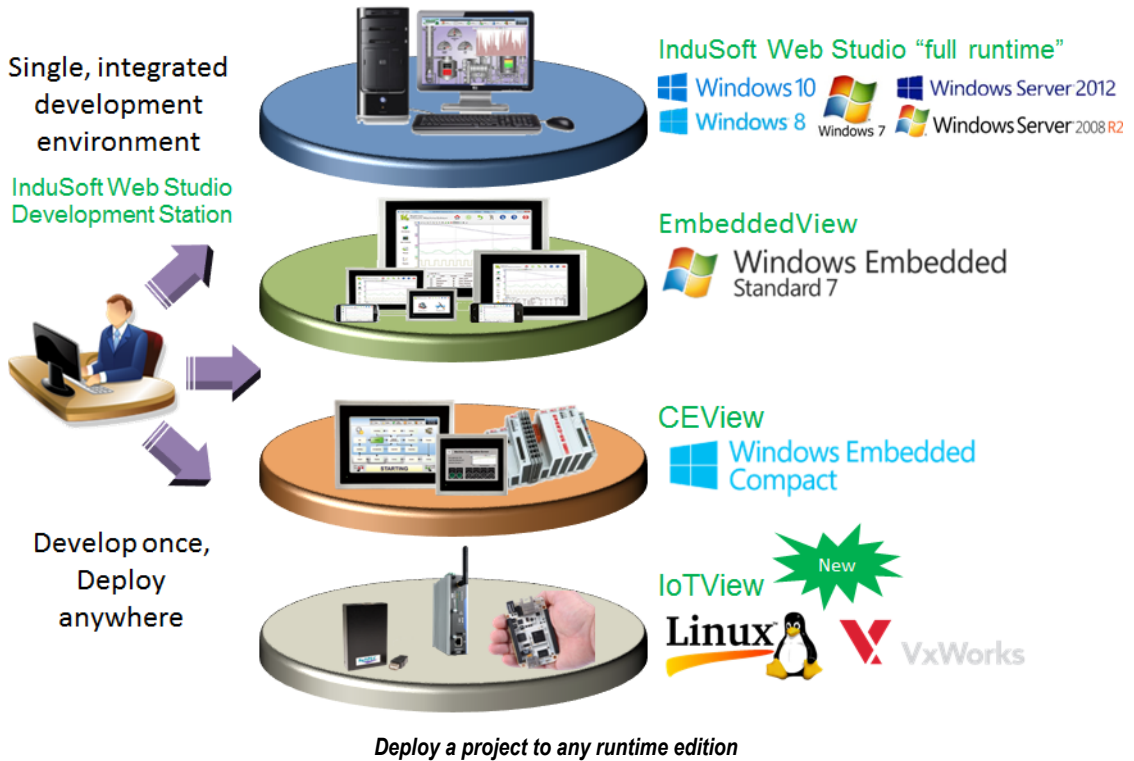 Single, integrated
development
environment
InduSoft Web Studio
Development Station
Develop once,
Deploy
anywhere
InduSoft Web Studio “full runtime”
Windows 10
Windows 8
Windows 7
Windows Server 2012
Windows Server 2008 R2
EmbeddedView
Windows Embedded
Standard 7
CEView
Windows Embedded
Compact
STARTING
New
IoTView
Linux
VxWorks
Deploy a project to any runtime edition